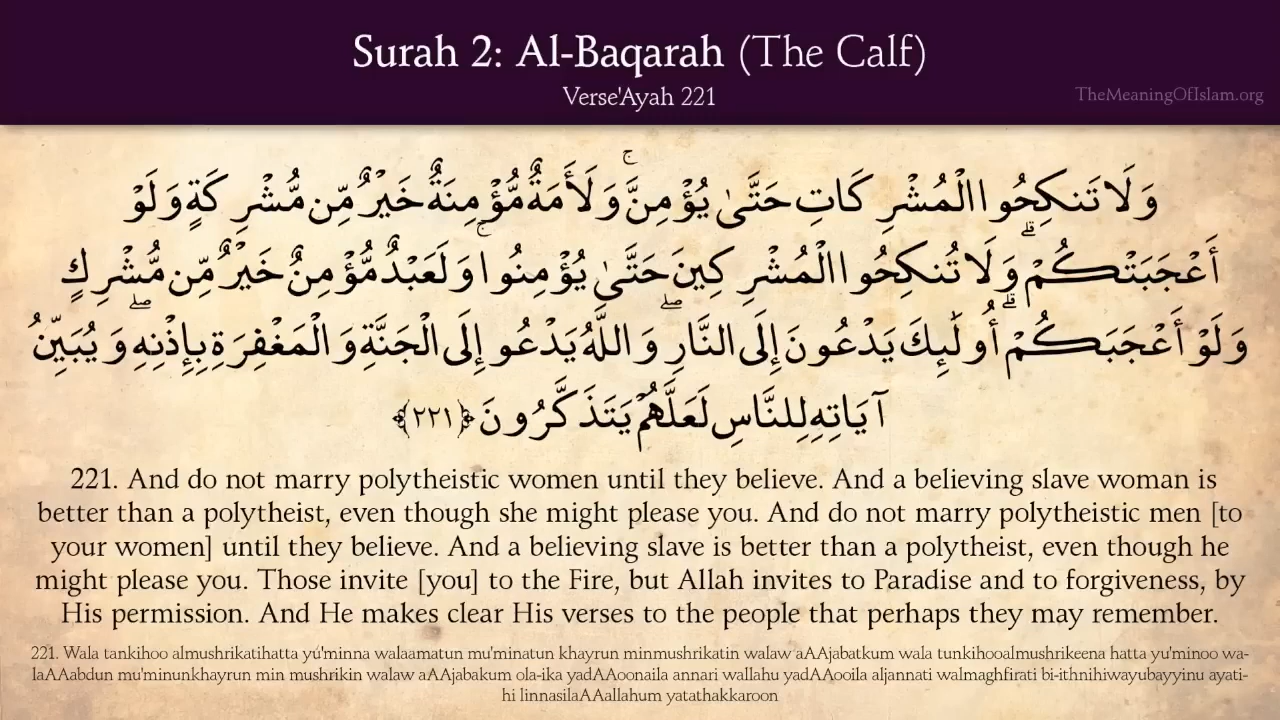 Surah 2: Al-Baqarah (The Calf)
Verse'Ayah 221
TheMeaningOfIslam.org
وَلَا تَنكِحُوا الْمُشْرِكَاتِ حَتَّىٰ يُؤْمِنَّ ۚ وَلَأَمَةٌ مُّؤْمِنَةٌ خَيْرٌ مِّن مُّشْرِكَةٍ وَلَوْ
أَعْجَبَتْكُمْ ۗ وَلَا تُنكِحُوا الْمُشْرِكِينَ حَتَّىٰ يُؤْمِنُوا ۚ وَلَعَبْدٌ مُّؤْمِنٌ خَيْرٌ مِّن مُّشْرِكٍ
وَلَوْ أَعْجَبَكُمْ ۗ أُولَٰئِكَ يَدْعُونَ إِلَى النَّارِ ۖ وَاللَّهُ يَدْعُو إِلَى الْجَنَّةِ وَالْمَغْفِرَةِ بِإِذْنِهِ ۖ وَيُبَيِّنُ
آيَاتِهِ لِلنَّاسِ لَعَلَّهُمْ يَتَذَكَّرُونَ ﴿٢٢١﴾
221. And do not marry polytheistic women until they believe. And a believing slave woman is
better than a polytheist, even though she might please you. And do not marry polytheistic men [to
your women] until they believe. And a believing slave is better than a polytheist, even though he
might please you. Those invite [you] to the Fire, but Allah invites to Paradise and to forgiveness, by
His permission. And He makes clear His verses to the people that perhaps they may remember.
221. Wala tankihoo almushrikatihatta yu'minna walaamatun mu'minatun khayrun minmushrikatin walaw aAAjabatkum wala tunkihooalmushrikeena hatta yu'minoo wa-
laAAabdun mu'minunkhayrun min mushrikin walaw aAAjabakum ola-ika yadAAoonaila annari wallahu yadAAooila aljannati walmaghfirati bi-ithnihiwayubayyinu ayati-
hi linnasilaAAallahum yatathakkaroon